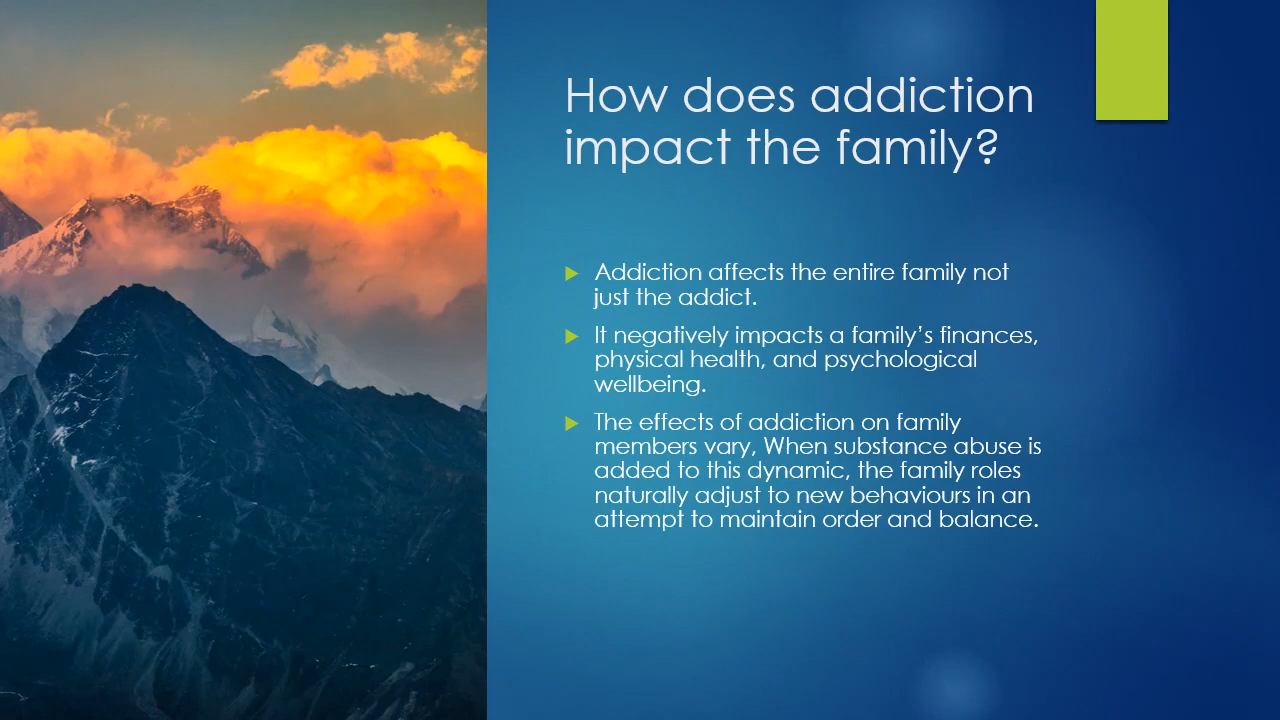 How does addiction
impact the family?
Addiction affects the entire family not
just the addict.
It negatively impacts a family’s finances,
physical health, and psychological
wellbeing.
The effects of addiction on family
members vary, When substance abuse is
added to this dynamic, the family roles
naturally adjust to new behaviours in an
attempt to maintain order and balance.